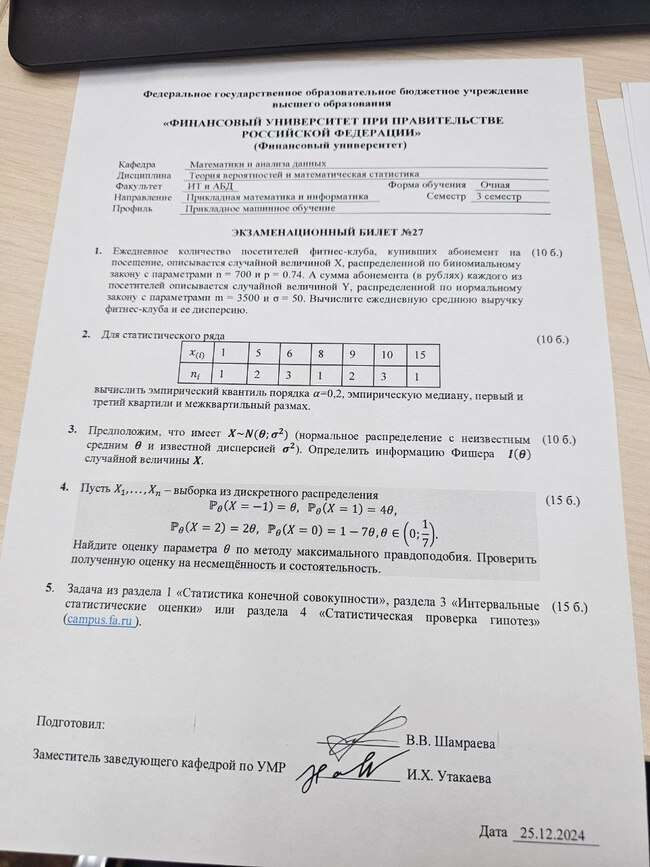 Федеральное государственное образовательное бюджетное учреждение
высшего образования
«ФИНАНСОВЫЙ УНИВЕРСИТЕТ ПРИ ПРАВИТЕЛЬСТВЕ
РОССИЙСКОЙ ФЕДЕРАЦИИ»
(Финансовый университет)
Кафедра Математики и анализа данных
Дисциплина Теория вероятностей и математическая статистика
Факультет ИТ и АБД Форма обучения Очная
Направление Прикладная математика и информатика Семестр 3 семестр
Профиль Прикладное машинное обучение
ЭКЗАМЕНАЦИОННЫЙ БИЛЕТ №27
1. Ежедневное количество посетителей фитнес-клуба, купивших абонемент на (10 б.)
посещение, описывается случайной величиной X, распределенной по биномиальному
закону с параметрами n = 700 и p = 0.74. А сумма абонемента (в рублях) каждого из
посетителей описывается случайной величиной Y, распределенной по нормальному
закону с параметрами m = 3500 и σ = 50. Вычислите ежедневную среднюю выручку
фитнес-клуба и ее дисперсию.
2. Для статистического ряда (10 б.)
x(i) 1 5 6 8 9 10 15
nᵢ 1 2 3 1 2 3 1
вычислить эмпирический квантиль порядка α=0,2, эмпирическую медиану, первый и
третий квартили и межквартильный размах.
3. Предположим, что имеет X~N(θ; σ²) (нормальное распределение с неизвестным (10 б.)
средним θ и известной дисперсией σ²). Определить информацию Фишера I(θ)
случайной величины X.
4. Пусть X₁, . . . , Xₙ – выборка из дискретного распределения (15 б.)
ℙθ(X = −1) = θ, ℙθ(X = 1) = 4θ,
ℙθ(X = 2) = 2θ, ℙθ(X = 0) = 1 − 7θ, θ ∈ (0; 1/7).
Найдите оценку параметра θ по методу максимального правдоподобия. Проверить
полученную оценку на несмещённость и состоятельность.
5. Задача из раздела 1 «Статистика конечной совокупности», раздела 3 «Интервальные (15 б.)
статистические оценки» или раздела 4 «Статистическая проверка гипотез»
(campus.fa.ru ).
Подготовил:
В.В. Шамраева
Заместитель заведующего кафедрой по УМР И.Х. Утакаева
Дата 25.12.2024